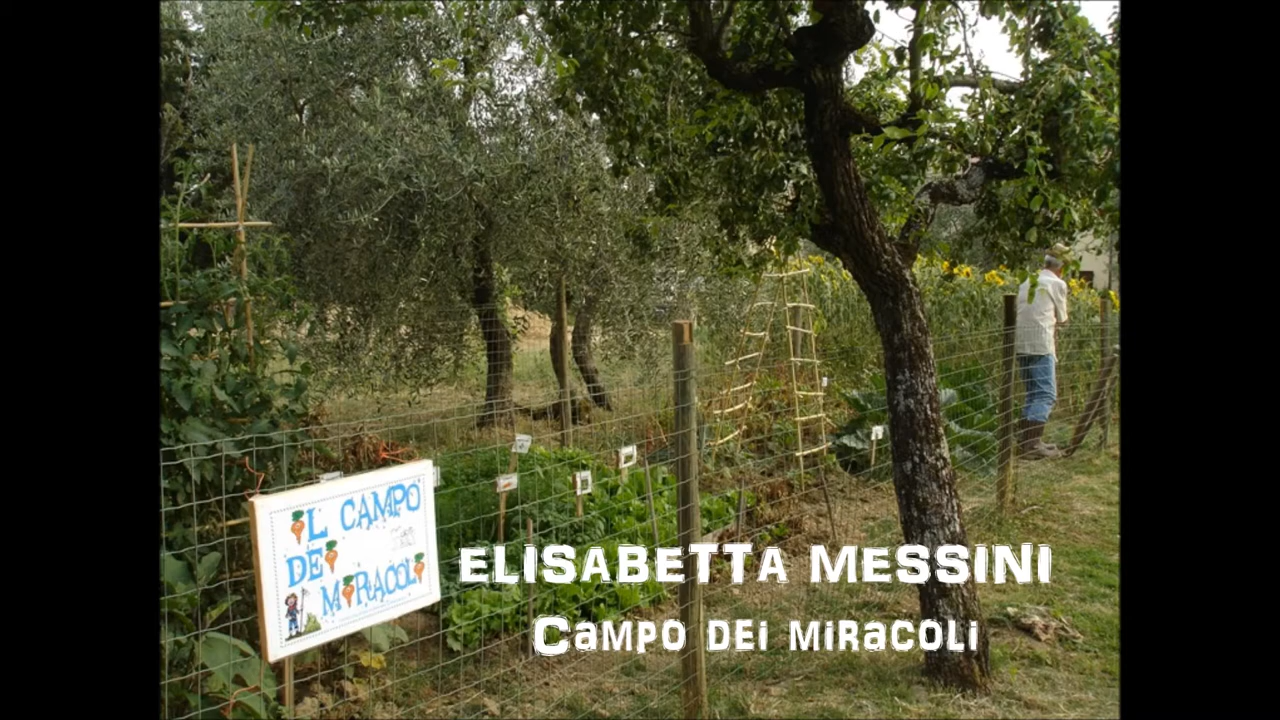 IL CAMPO
DEI
MIRACOLI
ELISABETTA MESSINI
CAMPO DEI MIRACOLI